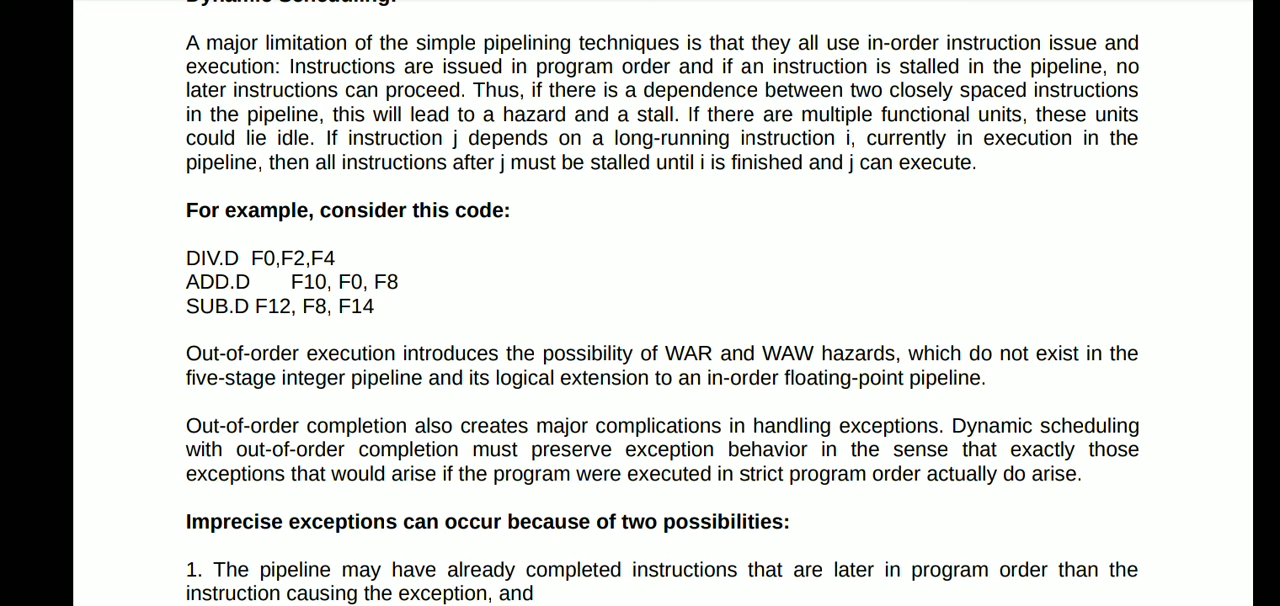 Dynamic Scheduling:
A major limitation of the simple pipelining techniques is that they all use in-order instruction issue and
execution: Instructions are issued in program order and if an instruction is stalled in the pipeline, no
later instructions can proceed. Thus, if there is a dependence between two closely spaced instructions
in the pipeline, this will lead to a hazard and a stall. If there are multiple functional units, these units
could lie idle. If instruction j depends on a long-running instruction i, currently in execution in the
pipeline, then all instructions after j must be stalled until i is finished and j can execute.
For example, consider this code:
DIV.D F0,F2,F4
ADD.D F10, F0, F8
SUB.D F12, F8, F14
Out-of-order execution introduces the possibility of WAR and WAW hazards, which do not exist in the
five-stage integer pipeline and its logical extension to an in-order floating-point pipeline.
Out-of-order completion also creates major complications in handling exceptions. Dynamic scheduling
with out-of-order completion must preserve exception behavior in the sense that exactly those
exceptions that would arise if the program were executed in strict program order actually do arise.
Imprecise exceptions can occur because of two possibilities:
1. The pipeline may have already completed instructions that are later in program order than the
instruction causing the exception, and